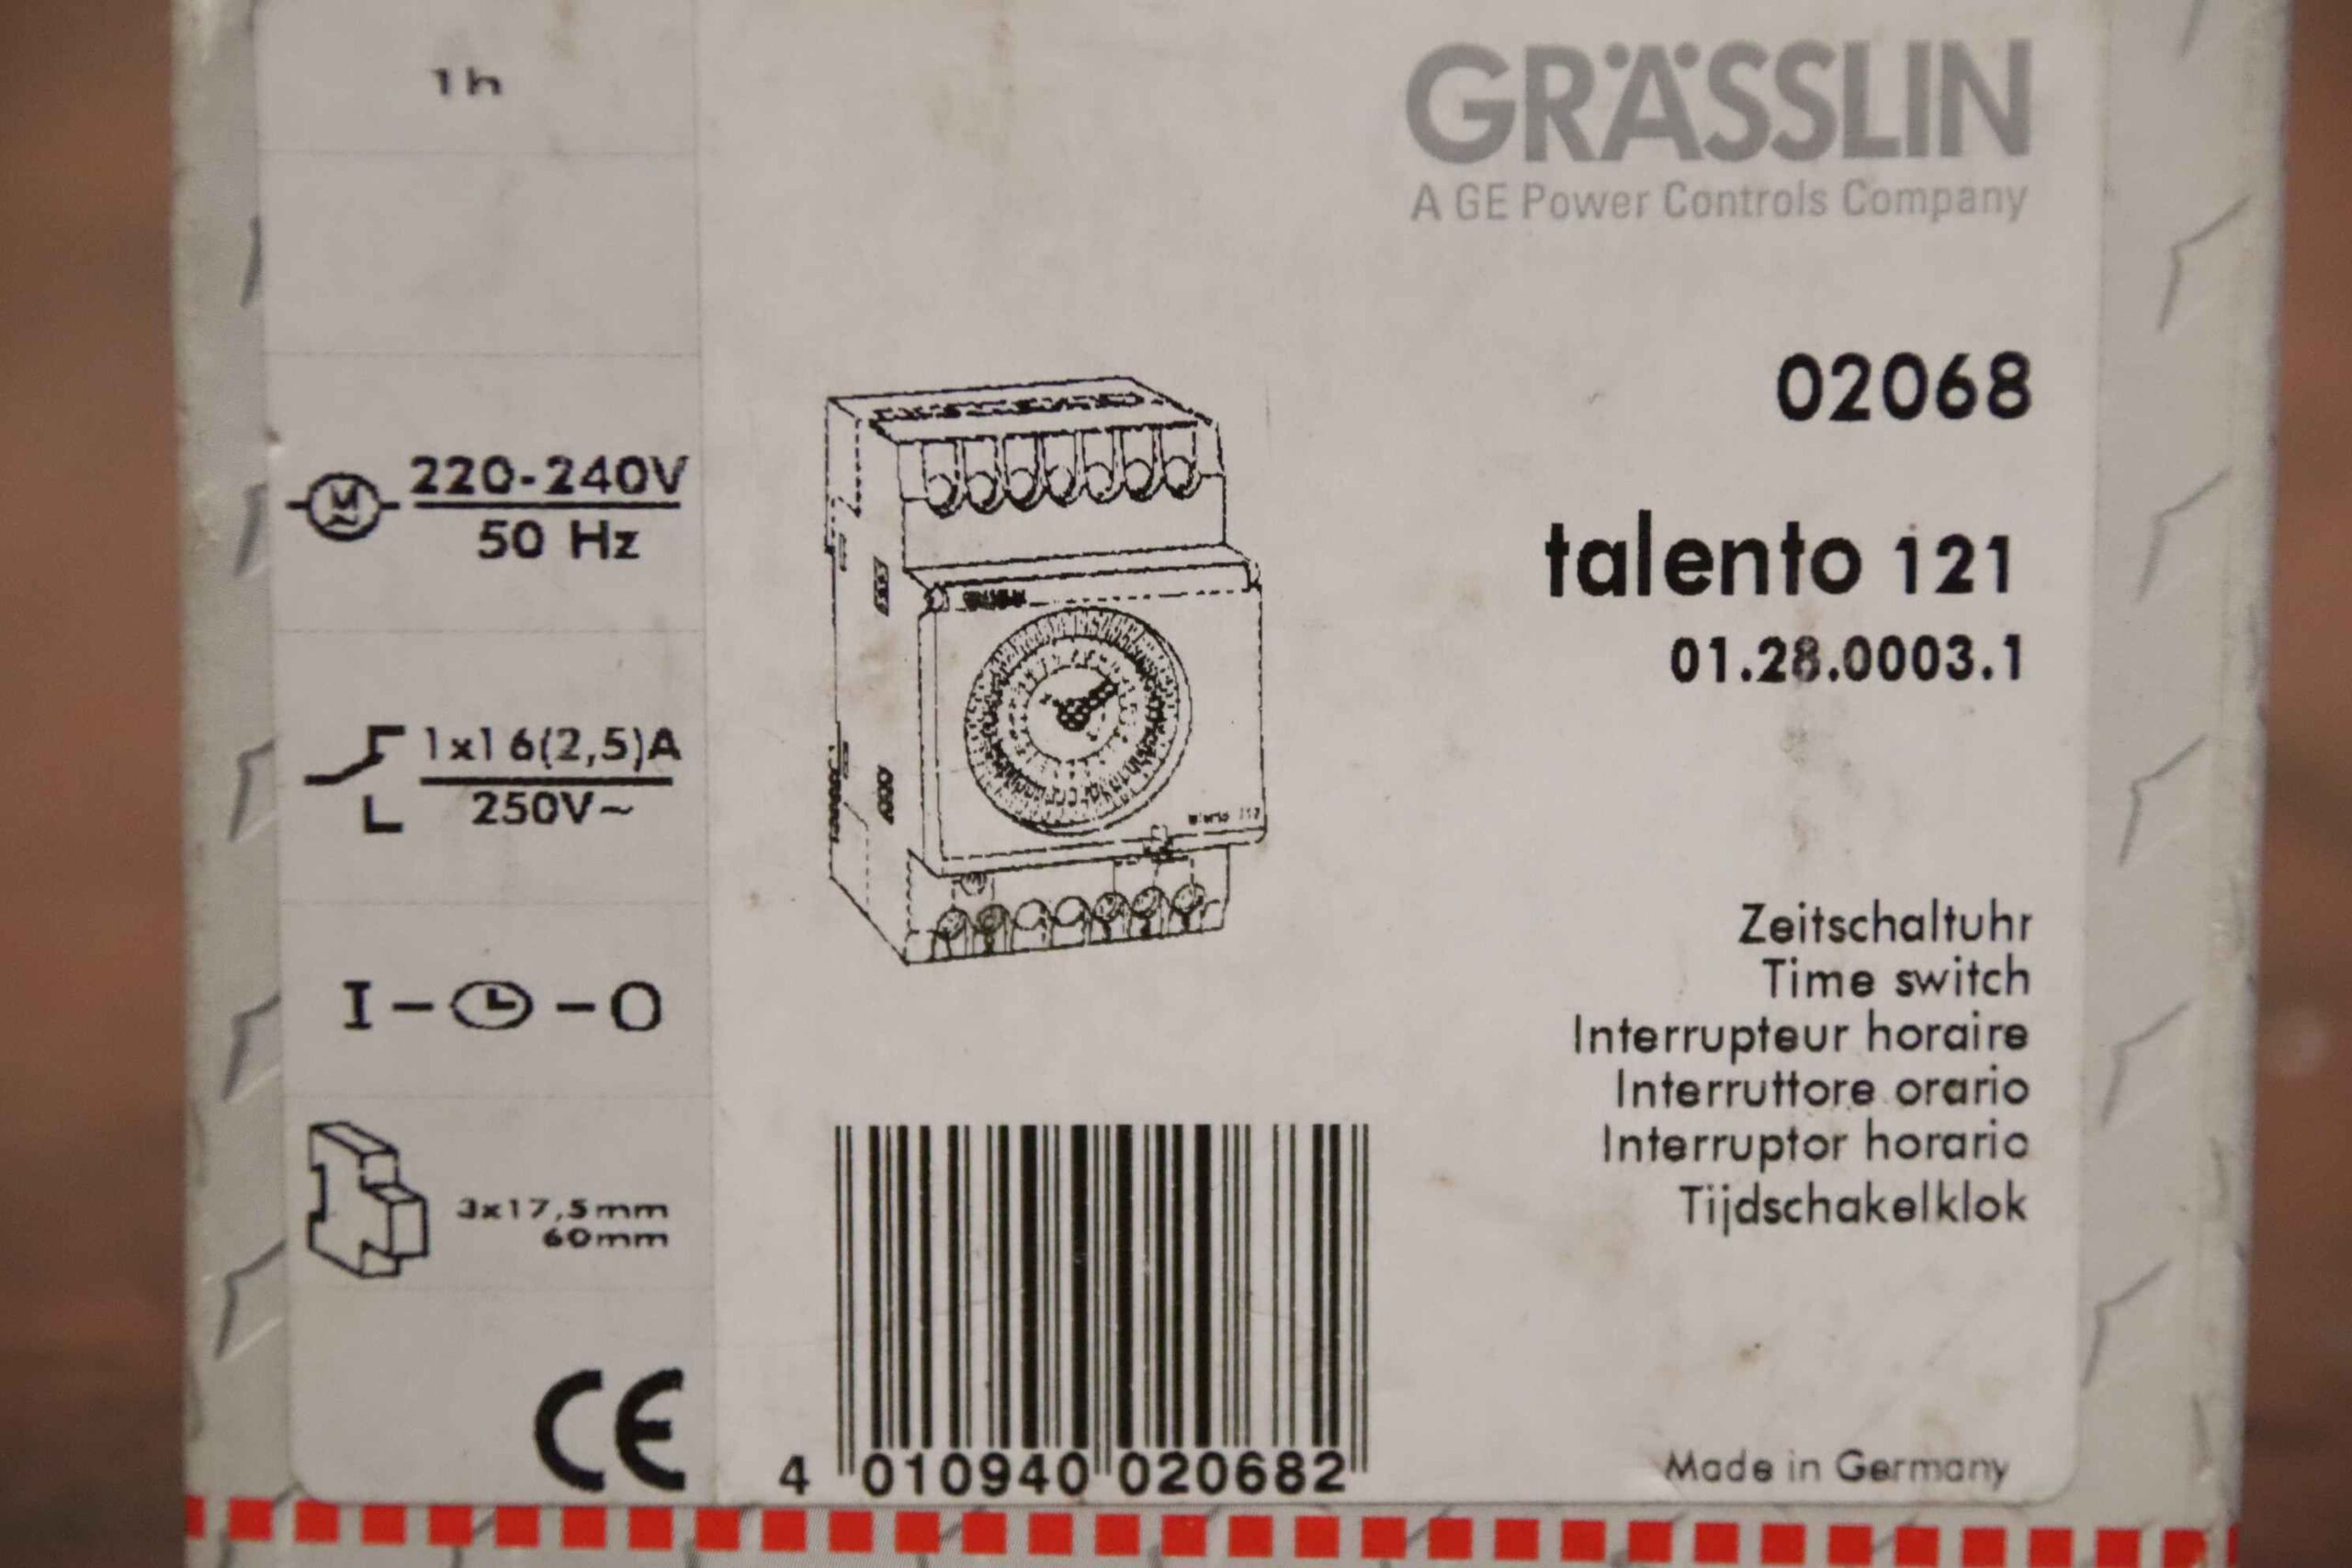 1h
220-240V
50 Hz
1x16(2,5)A
250V~
L
I - - O
3x17,5mm
60mm
CE
GRÄSSLIN
A GE Power Controls Company
02068
talento 121
01.28.0003.1
Zeitschaltuhr
Time switch
Interrupteur horaire
Interruttore orario
Interruptor horario
Tijdschakelklok
4 010940 020682
Made in Germany